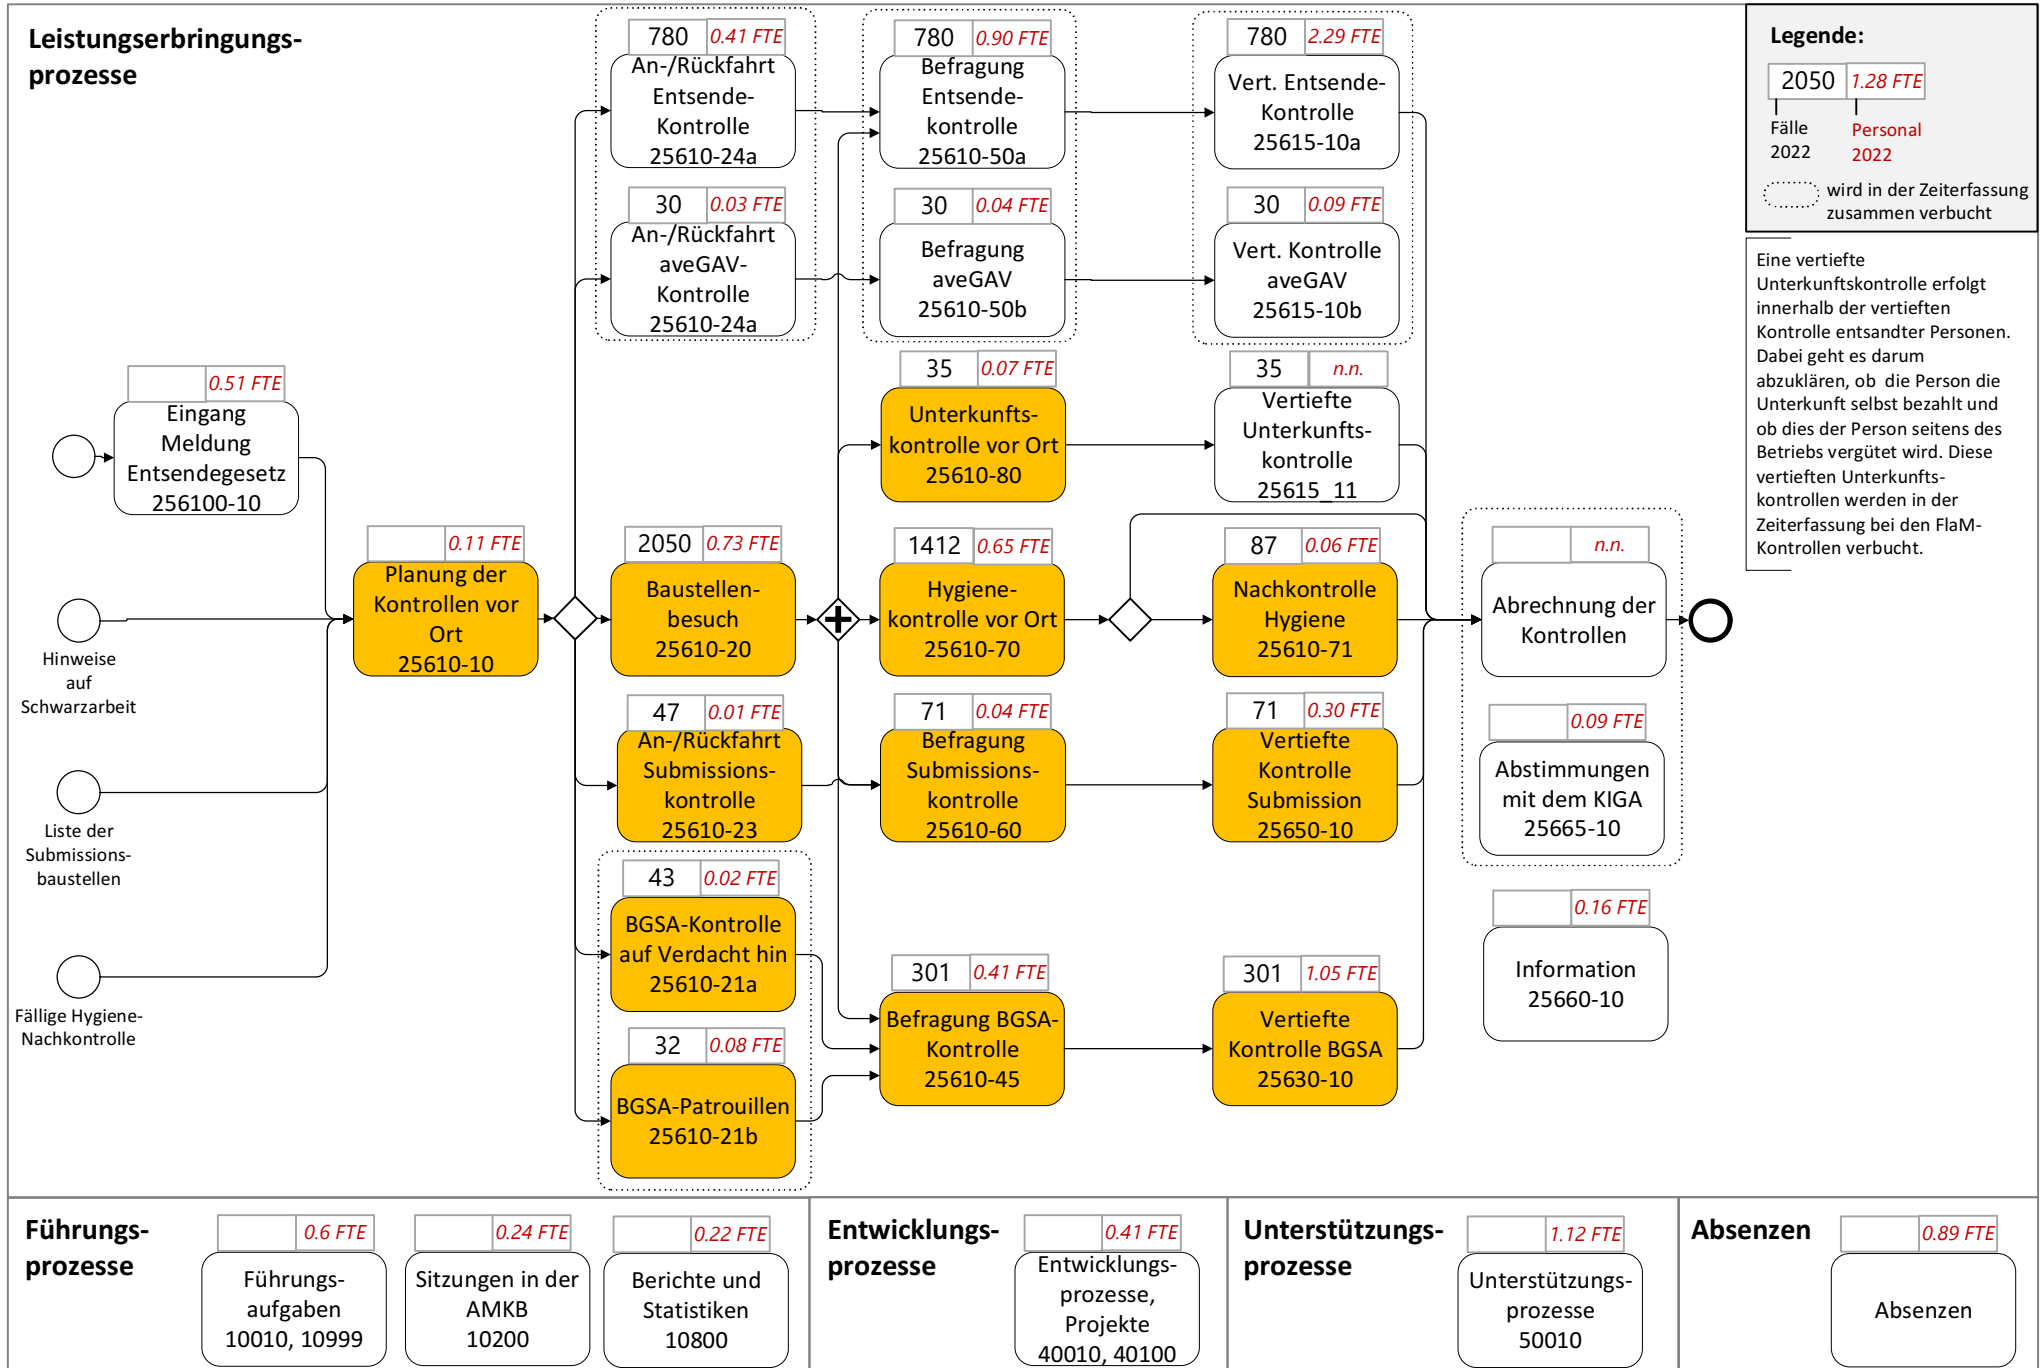 Leistungserbringungs-
prozesse
780 0.41 FTE
An-/Rückfahrt
Entsende-
Kontrolle
25610-24a
780 0.90 FTE
Befragung
Entsende-
kontrolle
25610-50a
780 2.29 FTE
Vert. Entsende-
Kontrolle
25615-10a
Legende:
2050 1.28 FTE
Fälle
2022
Personal
2022
wird in der Zeiterfassung
zusammen verbucht
30 0.03 FTE
An-/Rückfahrt
aveGAV-
Kontrolle
25610-24a
30 0.04 FTE
Befragung
aveGAV
25610-50b
30 0.09 FTE
Vert. Kontrolle
aveGAV
25615-10b
Eine vertiefte
Unterkunftskontrolle erfolgt
innerhalb der vertieften
Kontrolle entsandter Personen.
Dabei geht es darum
abzuklären, ob die Person die
Unterkunft selbst bezahlt und
ob dies der Person seitens des
Betriebs vergütet wird. Diese
vertieften Unterkunfts-
kontrollen werden in der
Zeiterfassung bei den FlaM-
Kontrollen verbucht.
0.51 FTE
Eingang
Meldung
Entsendegesetz
256100-10
35 0.07 FTE
Unterkunfts-
kontrolle vor Ort
25610-80
35 n.n.
Vertiefte
Unterkunfts-
kontrolle
25615_11
0.11 FTE
Planung der
Kontrollen vor
Ort
25610-10
2050 0.73 FTE
Baustellen-
besuch
25610-20
1412 0.65 FTE
Hygiene-
kontrolle vor Ort
25610-70
87 0.06 FTE
Nachkontrolle
Hygiene
25610-71
n.n.
Abrechnung der
Kontrollen
Hinweise
auf
Schwarzarbeit
47 0.01 FTE
An-/Rückfahrt
Submissions-
kontrolle
25610-23
71 0.04 FTE
Befragung
Submissions-
kontrolle
25610-60
71 0.30 FTE
Vertiefte
Kontrolle
Submission
25650-10
0.09 FTE
Abstimmungen
mit dem KIGA
25665-10
Liste der
Submissions-
baustellen
43 0.02 FTE
BGSA-Kontrolle
auf Verdacht hin
25610-21a
0.16 FTE
Information
25660-10
Fällige Hygiene-
Nachkontrolle
32 0.08 FTE
BGSA-Patrouillen
25610-21b
301 0.41 FTE
Befragung BGSA-
Kontrolle
25610-45
301 1.05 FTE
Vertiefte
Kontrolle BGSA
25630-10
Führungs-
prozesse
0.6 FTE
Führungs-
aufgaben
10010, 10999
0.24 FTE
Sitzungen in der
AMKB
10200
0.22 FTE
Berichte und
Statistiken
10800
Entwicklungs-
prozesse
0.41 FTE
Entwicklungs-
prozesse,
Projekte
40010, 40100
Unterstützungs-
prozesse
1.12 FTE
Unterstützungs-
prozesse
50010
Absenzen
0.89 FTE
Absenzen